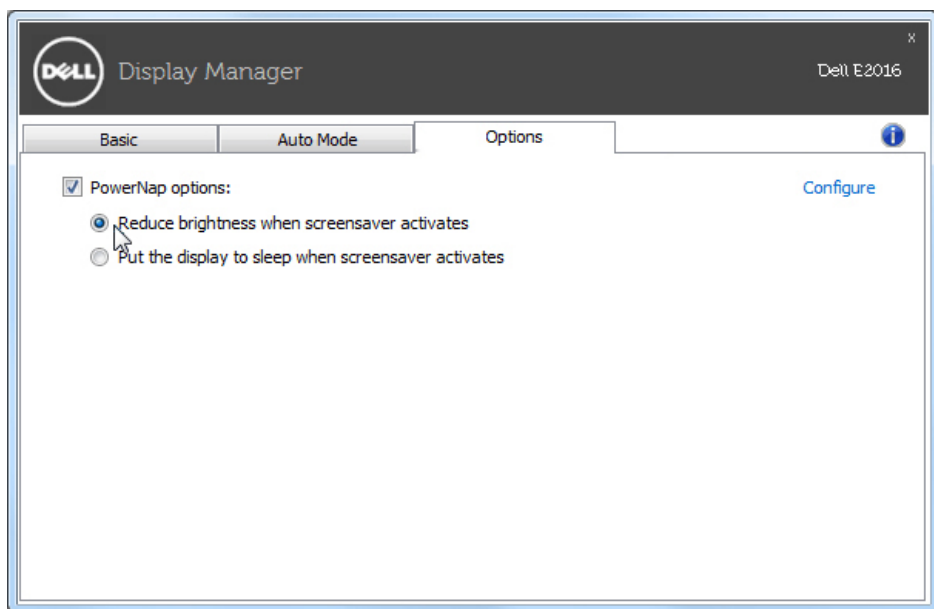 x
DELL Display Manager Dell E2016
Basic Auto Mode Options
PowerNap options: Configure
Reduce brightness when screensaver activates
Put the display to sleep when screensaver activates